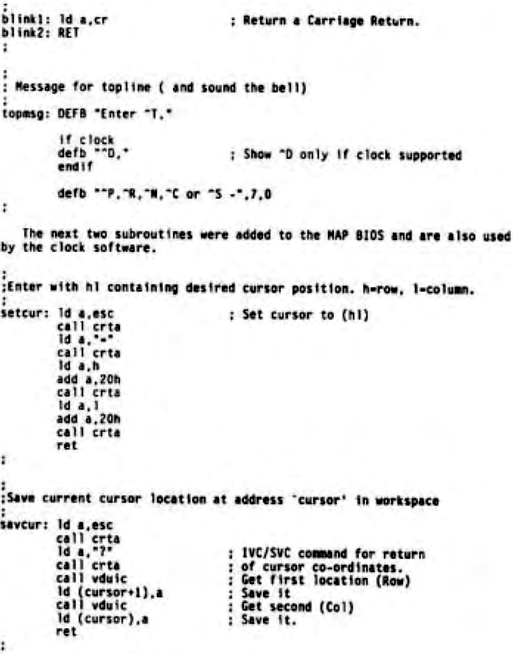 ;
blink1: ld a,cr ; Return a Carriage Return.
blink2: RET
;
;
; Message for topline ( and sound the bell)
;
topmsg: DEFB "Enter ^T,"
if clock
defb "^D," ; Show ^D only if clock supported
endif
defb "^P,^R,^N,^C or ^S -",7,0
;
The next two subroutines were added to the MAP BIOS and are also used
by the clock software.
;
;Enter with hl containing desired cursor position. h=row, l=column.
;
setcur: ld a,esc ; Set cursor to (hl)
call crta
ld a,"="
call crta
ld a,h
add a,20h
call crta
ld a,l
add a,20h
call crta
ret
;
;
;Save current cursor location at address 'cursor' in workspace
;
savcur: ld a,esc
call crta
ld a,"?" ; IVC/SVC command for return
call crta ; of cursor co-ordinates.
call vduic ; Get first location (Row)
ld (cursor+1),a ; Save it
call vduic ; Get second (Col)
ld (cursor),a ; Save it.
ret
;